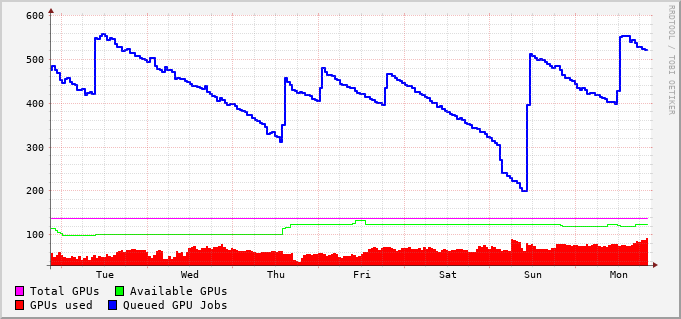 600
500
400
300
200
100
Tue Wed Thu Fri Sat Sun Mon
Total GPUs Available GPUs
GPUs used Queued GPU Jobs
RRDTOOL / TOBI OETIKER